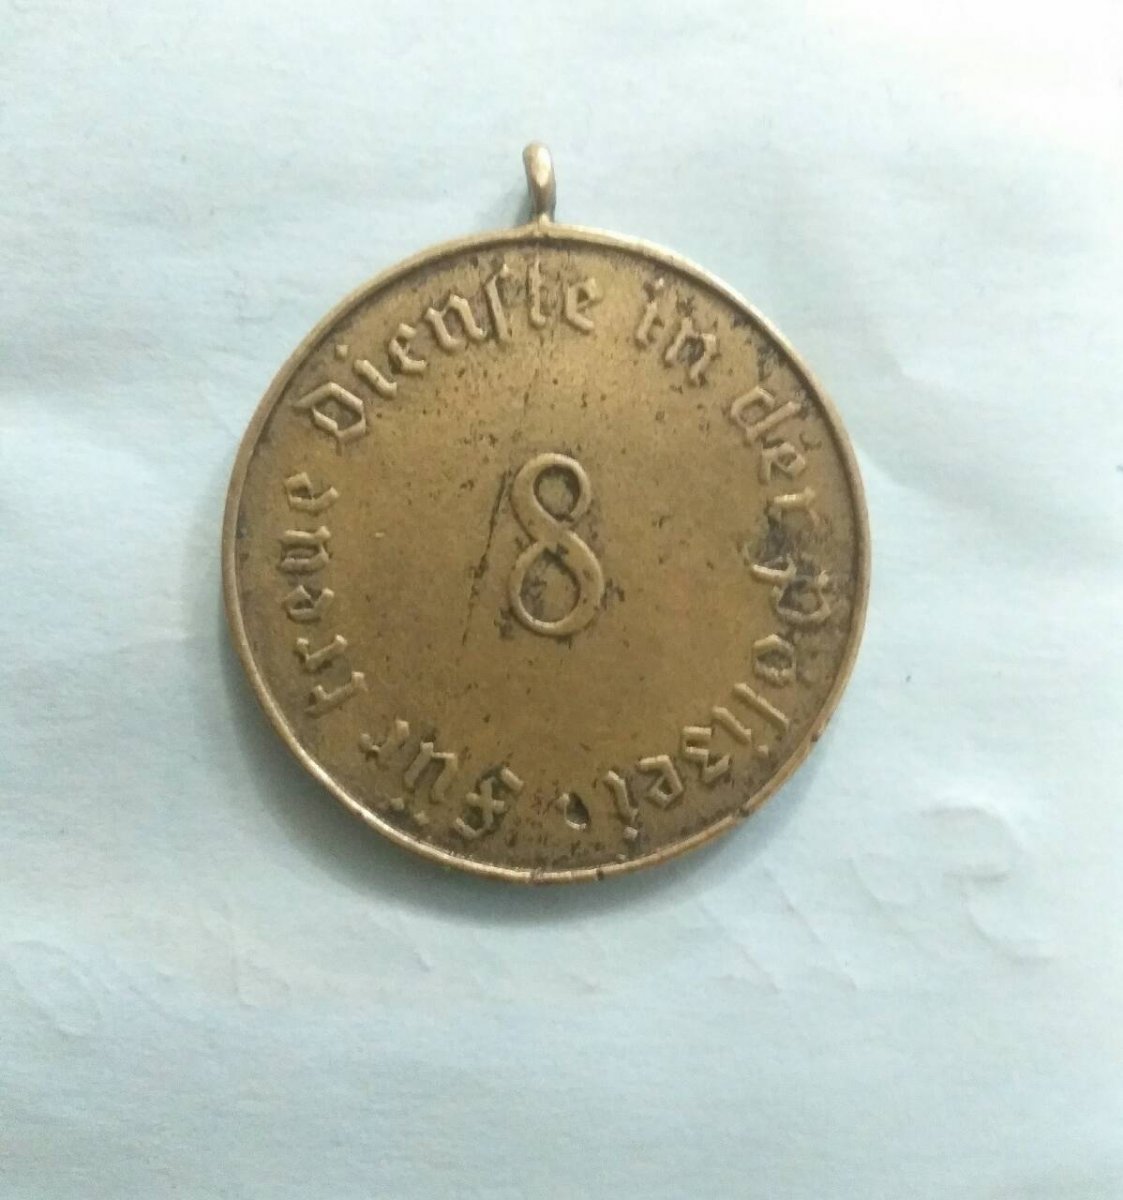 Für treue Dienste in der Polizei •
8